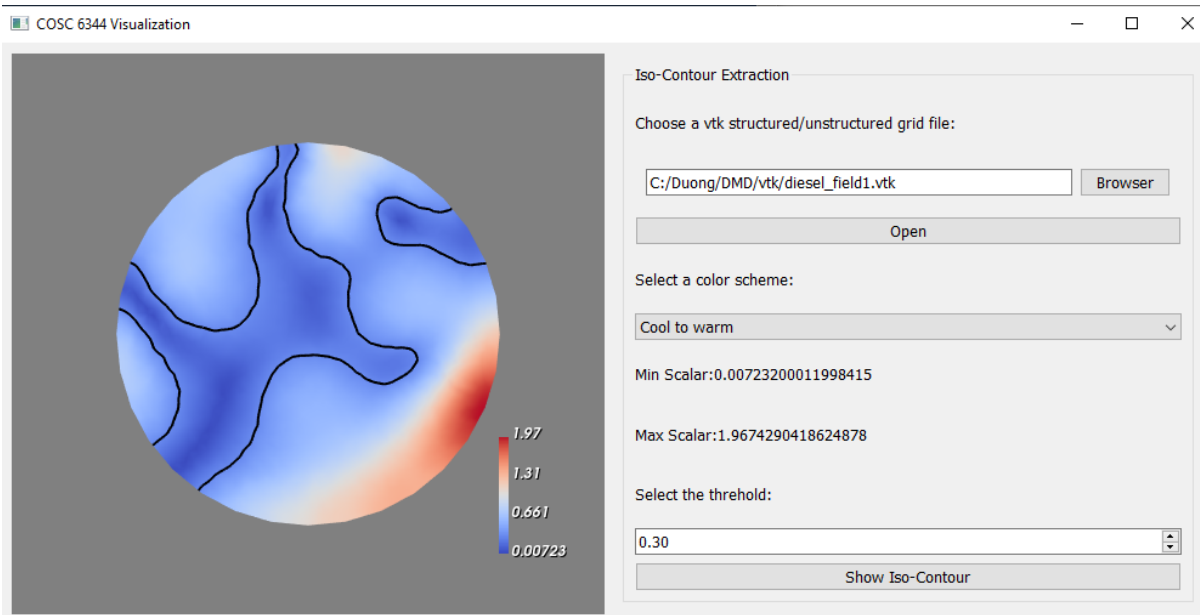 COSC 6344 Visualization
1.97
1.31
0.661
0.00723
Iso-Contour Extraction
Choose a vtk structured/unstructured grid file:
C:/Duong/DMD/vtk/diesel_field1.vtk Browser
Open
Select a color scheme:
Cool to warm
Min Scalar:0.00723200011998415
Max Scalar:1.9674290418624878
Select the threhold:
0.30
Show Iso-Contour